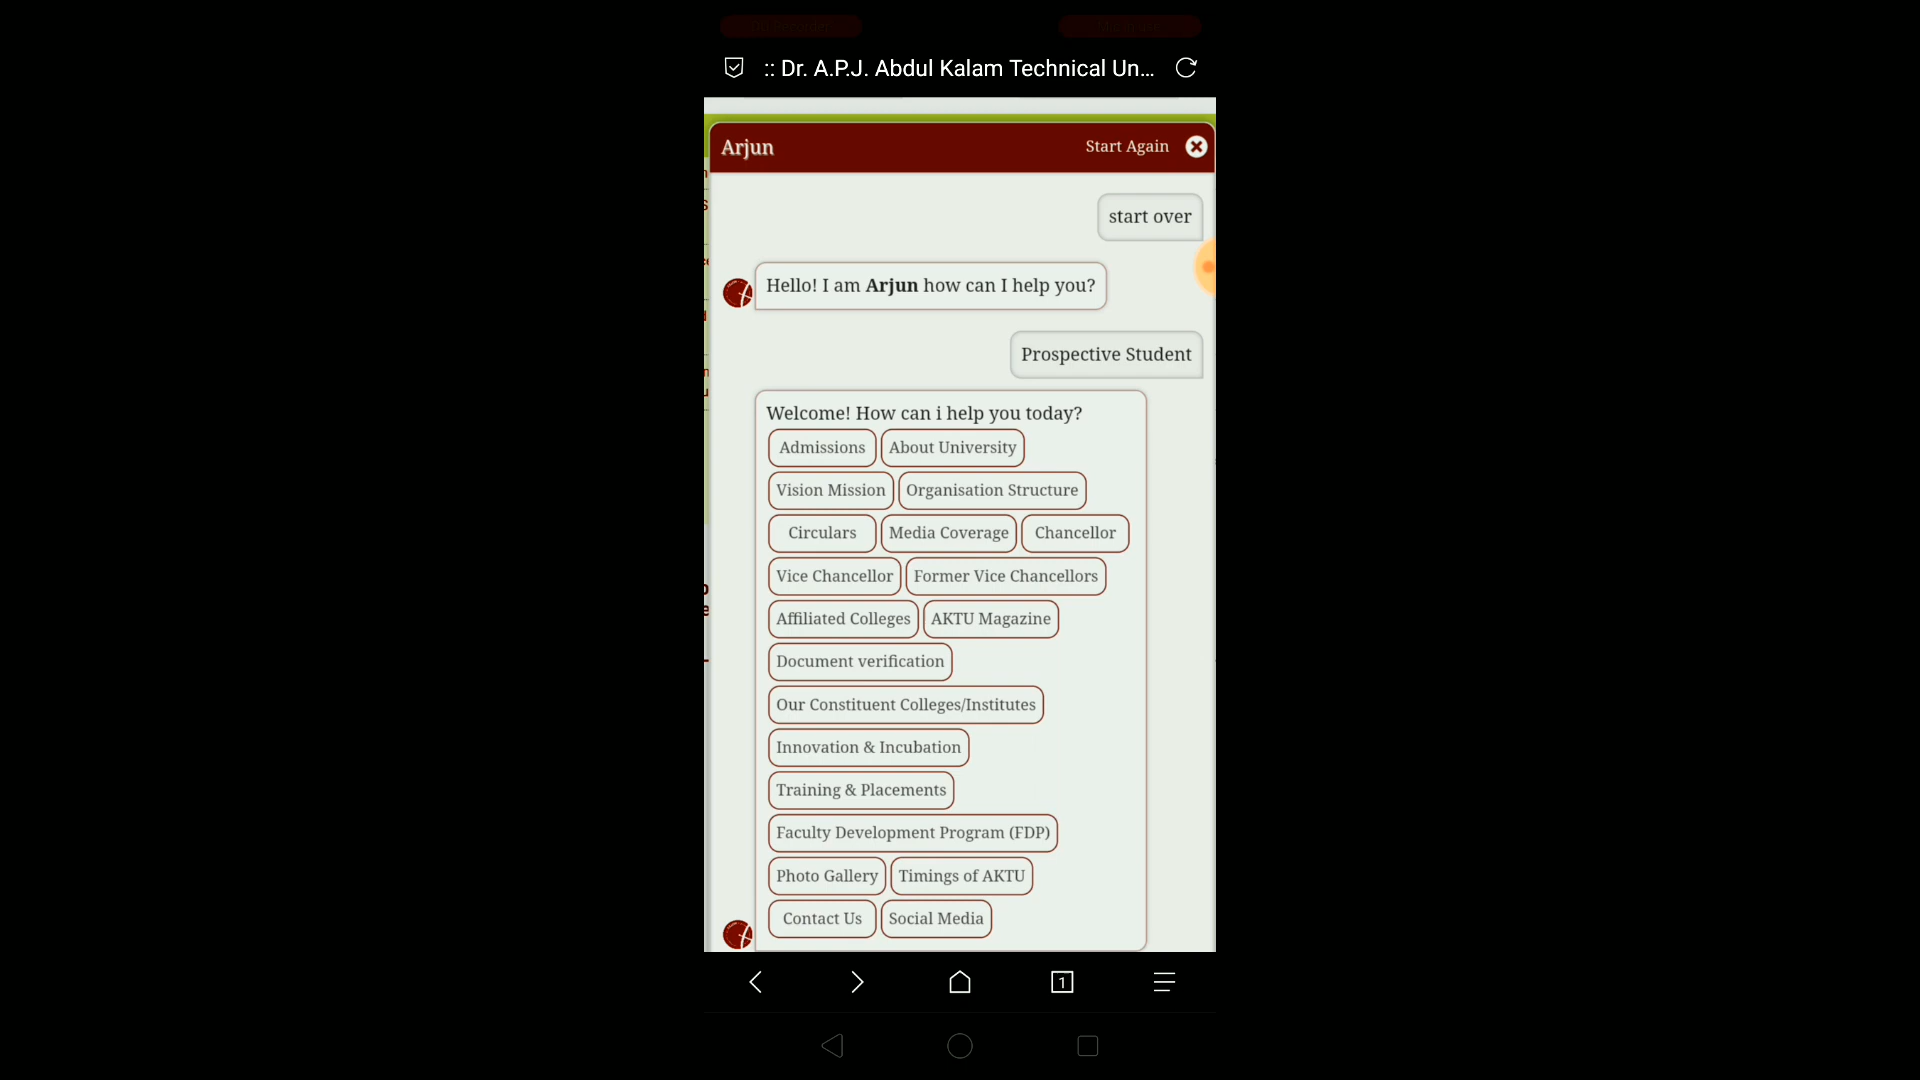 :: Dr. A.P.J. Abdul Kalam Technical Un...
Arjun Start Again
start over
Hello! I am Arjun how can I help you?
Prospective Student
Welcome! How can i help you today?
Admissions About University
Vision Mission Organisation Structure
Circulars Media Coverage Chancellor
Vice Chancellor Former Vice Chancellors
Affiliated Colleges AKTU Magazine
Document verification
Our Constituent Colleges/Institutes
Innovation & Incubation
Training & Placements
Faculty Development Program (FDP)
Photo Gallery Timings of AKTU
Contact Us Social Media
1